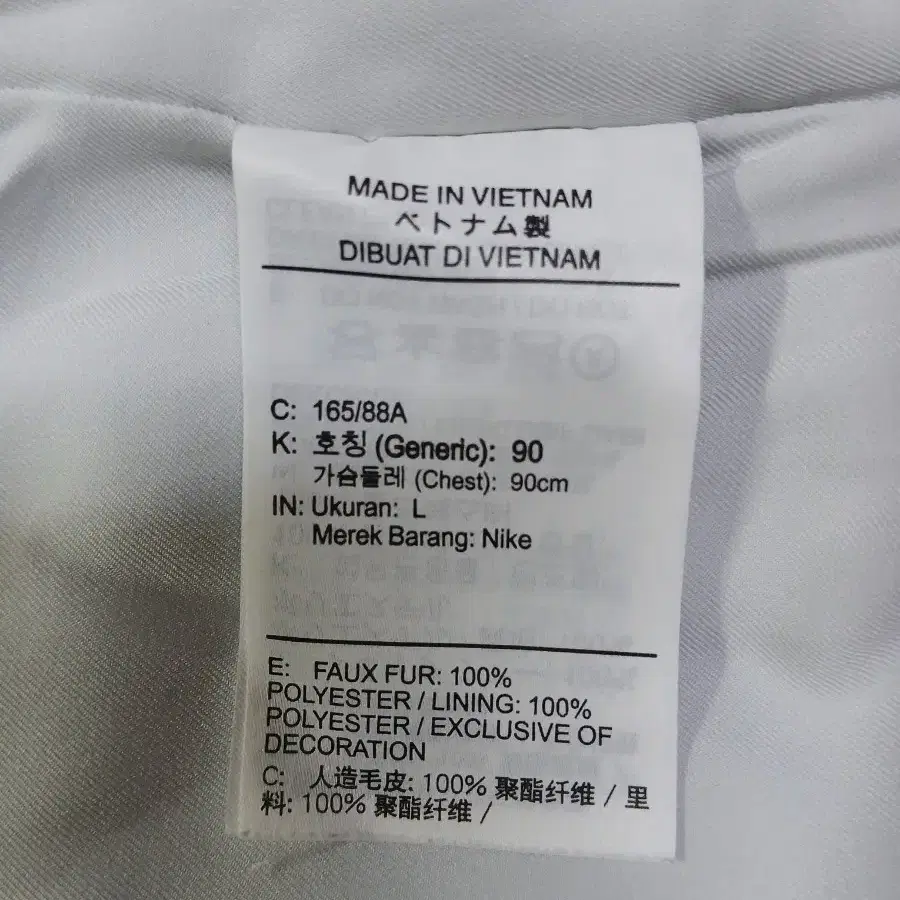 MADE IN VIETNAM
ベトナム製
DIBUAT DI VIETNAM
C: 165/88A
K: 호칭 (Generic): 90
가슴둘레 (Chest): 90cm
IN: Ukuran: L
Merek Barang: Nike
E: FAUX FUR: 100%
POLYESTER / LINING: 100%
POLYESTER / EXCLUSIVE OF
DECORATION
C: 人造毛皮: 100% 聚酯纤维 / 里
料: 100% 聚酯纤维 /